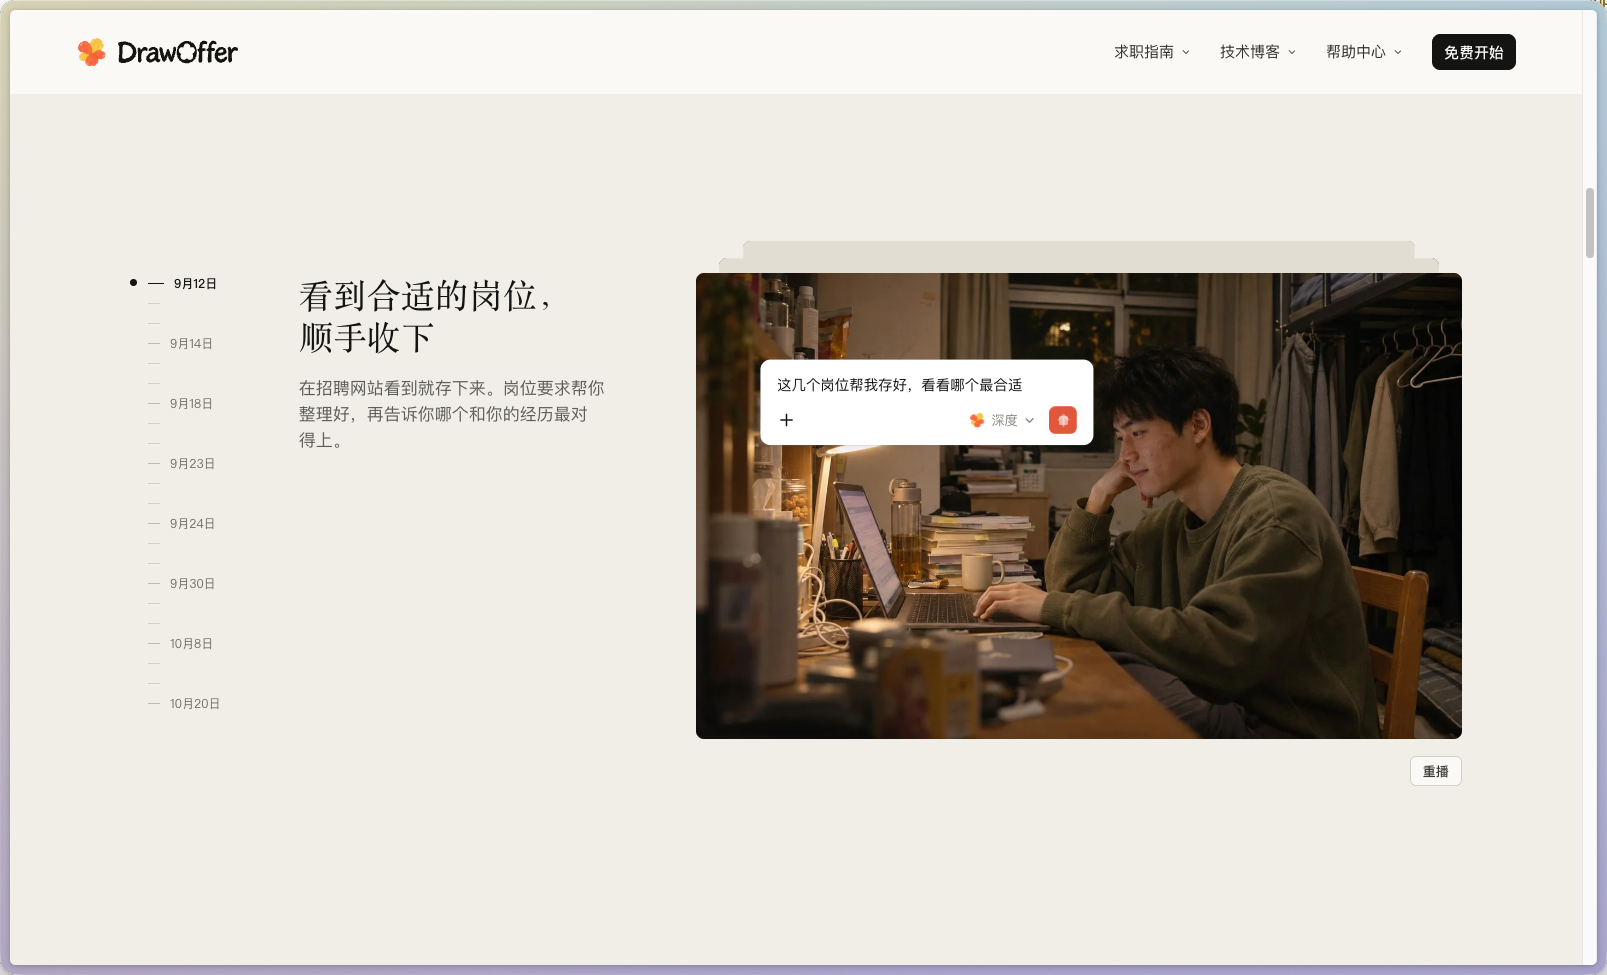 DrawOffer
求职指南
技术博客
帮助中心
免费开始
9月12日
9月14日
9月18日
9月23日
9月24日
9月30日
10月8日
10月20日
看到合适的岗位，
顺手收下
在招聘网站看到就存下来。岗位要求帮你
整理好，再告诉你哪个和你的经历最对
得上。
这几个岗位帮我存好，看看哪个最合适
深度
重播